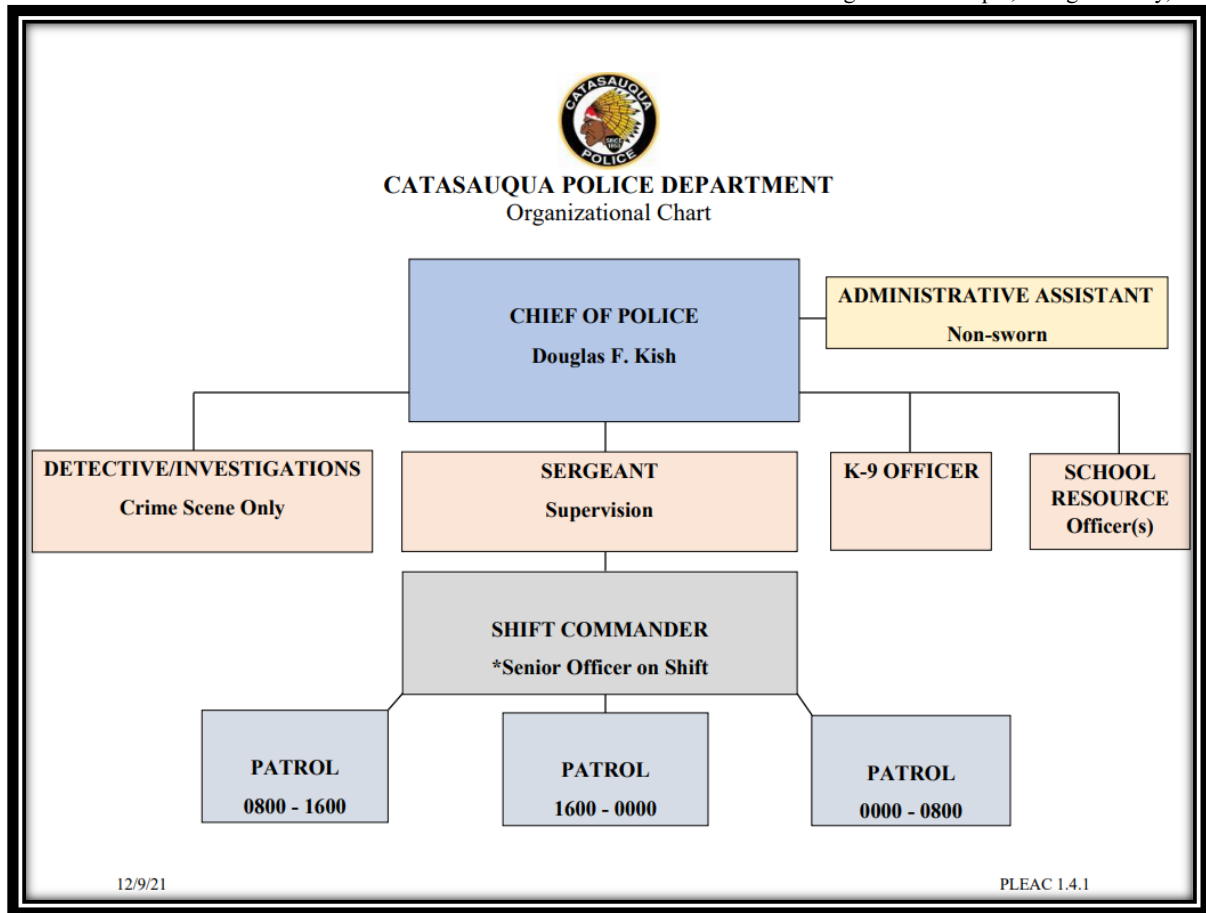 CATASAUQUA
SINCE
POLICE
CATASAUQUA POLICE DEPARTMENT
Organizational Chart
CHIEF OF POLICE
Douglas F. Kish
ADMINISTRATIVE ASSISTANT
Non-sworn
DETECTIVE/INVESTIGATIONS
Crime Scene Only
SERGEANT
Supervision
K-9 OFFICER
SCHOOL
RESOURCE
Officer(s)
SHIFT COMMANDER
*Senior Officer on Shift
PATROL
0800 - 1600
PATROL
1600 - 0000
PATROL
0000 - 0800
12/9/21
PLEAC 1.4.1